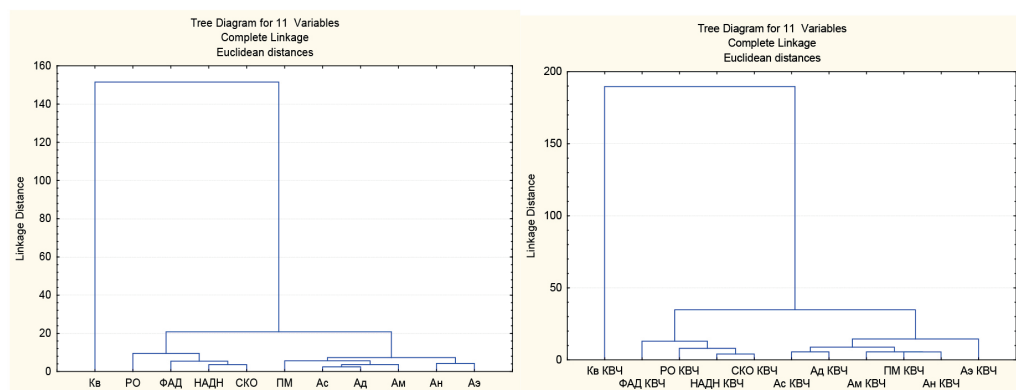 Tree Diagram for 11 Variables
Complete Linkage
Euclidean distances
Linkage Distance
160
140
120
100
80
60
40
20
0
Кв РО ФАД НАДН СКО ПМ Ас Ад Ам Ан Аэ
Tree Diagram for 11 Variables
Complete Linkage
Euclidean distances
Linkage Distance
200
150
100
50
0
Кв КВЧ РО КВЧ СКО КВЧ Ад КВЧ ПМ КВЧ Аэ КВЧ
ФАД КВЧ НАДН КВЧ Ас КВЧ Ам КВЧ Ан КВЧ